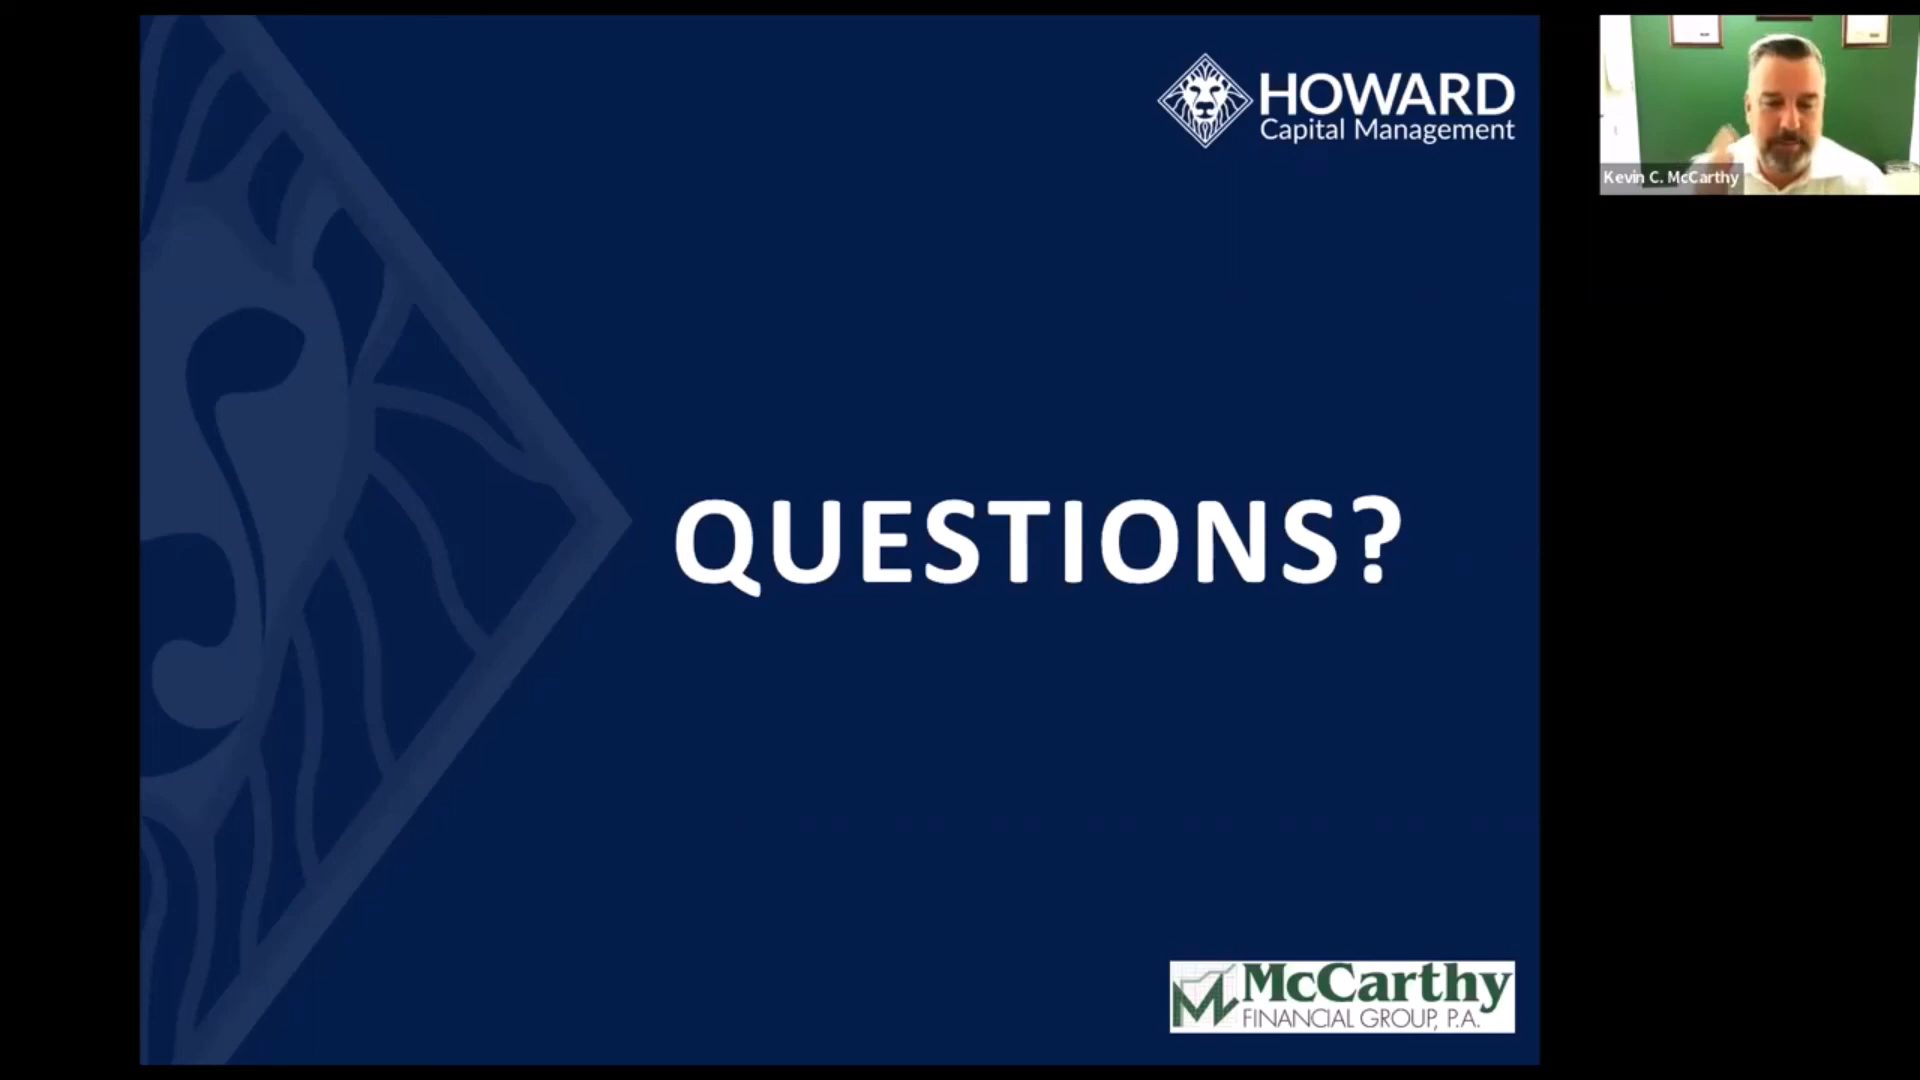 HOWARD
Capital Management
Kevin C. McCarthy
QUESTIONS?
McCarthy
FINANCIAL GROUP, P.A.